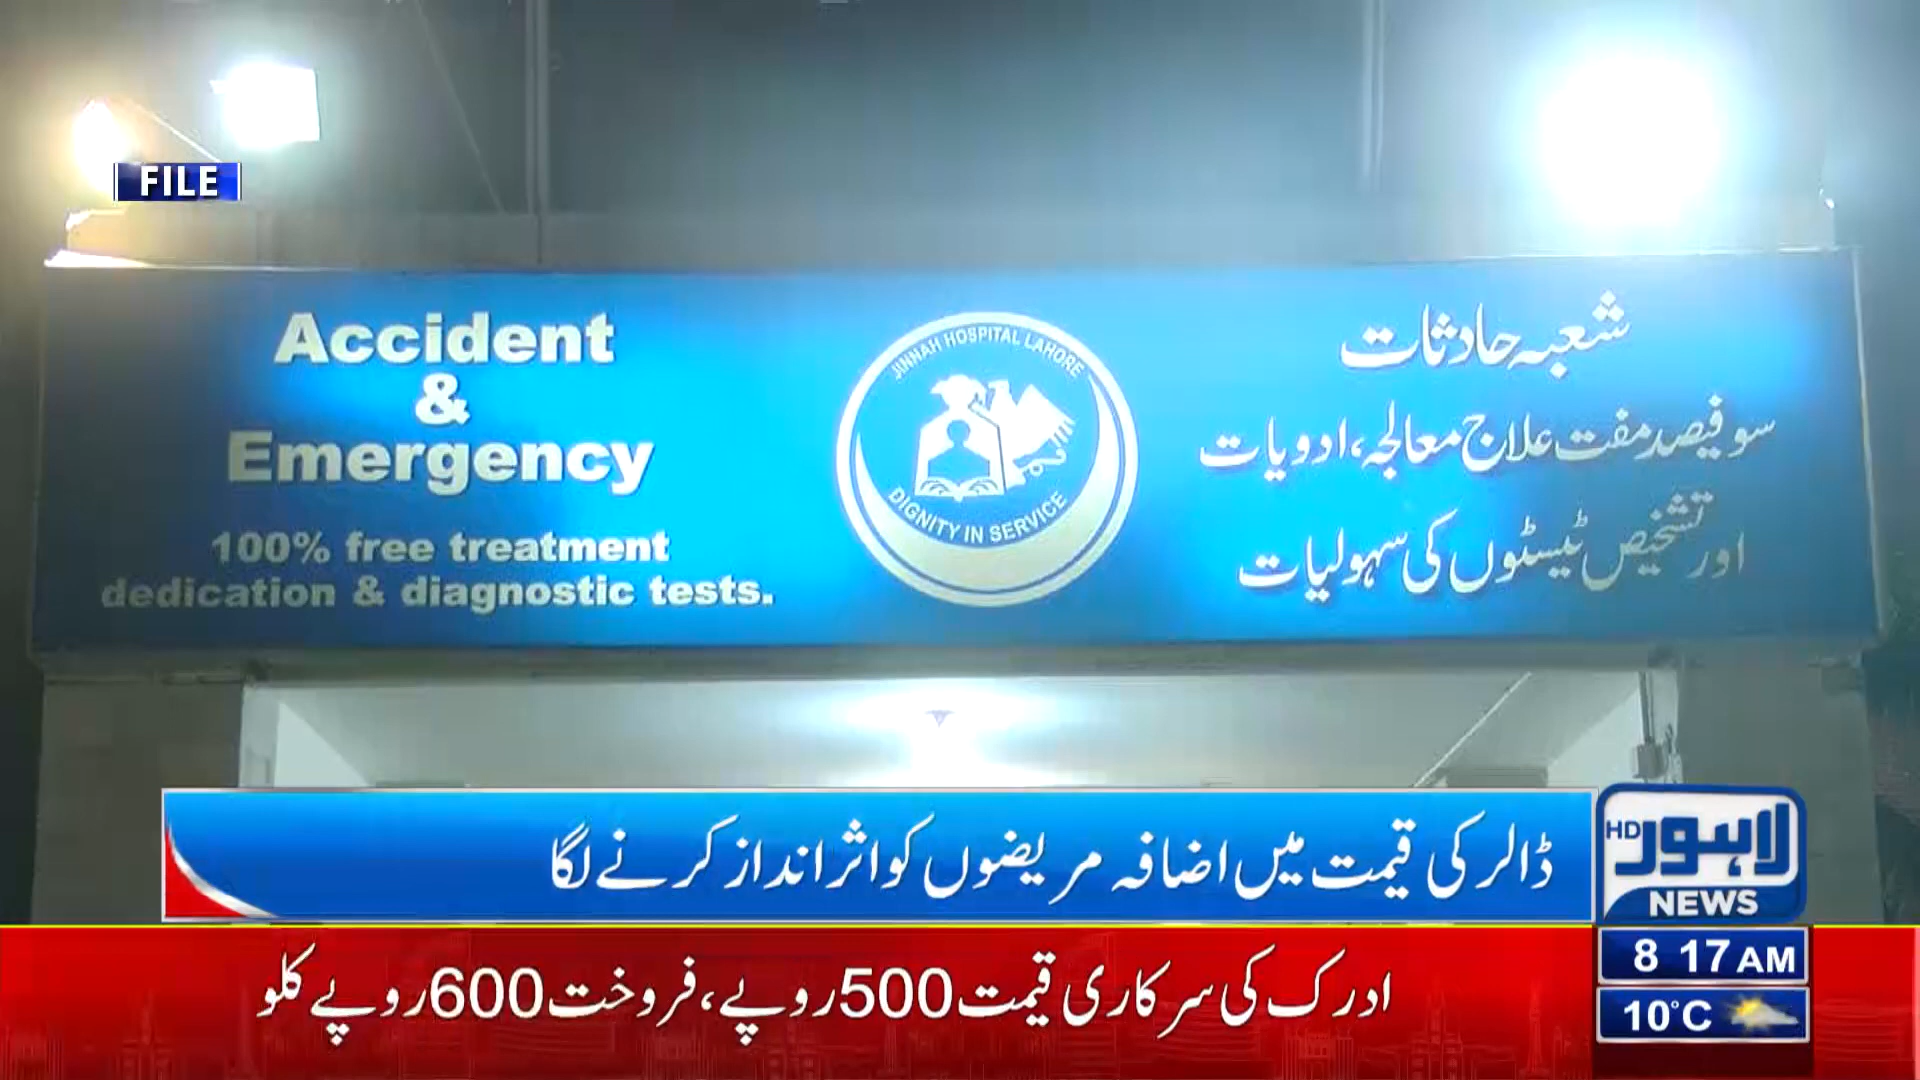 FILE
Accident
&
Emergency
100% free treatment
dedication & diagnostic tests.
JINNAH HOSPITAL LAHORE
DIGNITY IN SERVICE
شعبہ حادثات
سو فیصد مفت علاج معالجہ، ادویات
اور تشخیص ٹیسٹوں کی سہولیات
ڈالر کی قیمت میں اضافہ مریضوں کو اثر انداز کرنے لگا
لاہور HD
NEWS
8 17 AM
10°C
ادرک کی سرکاری قیمت 500 روپے، فروخت 600 روپے کلو